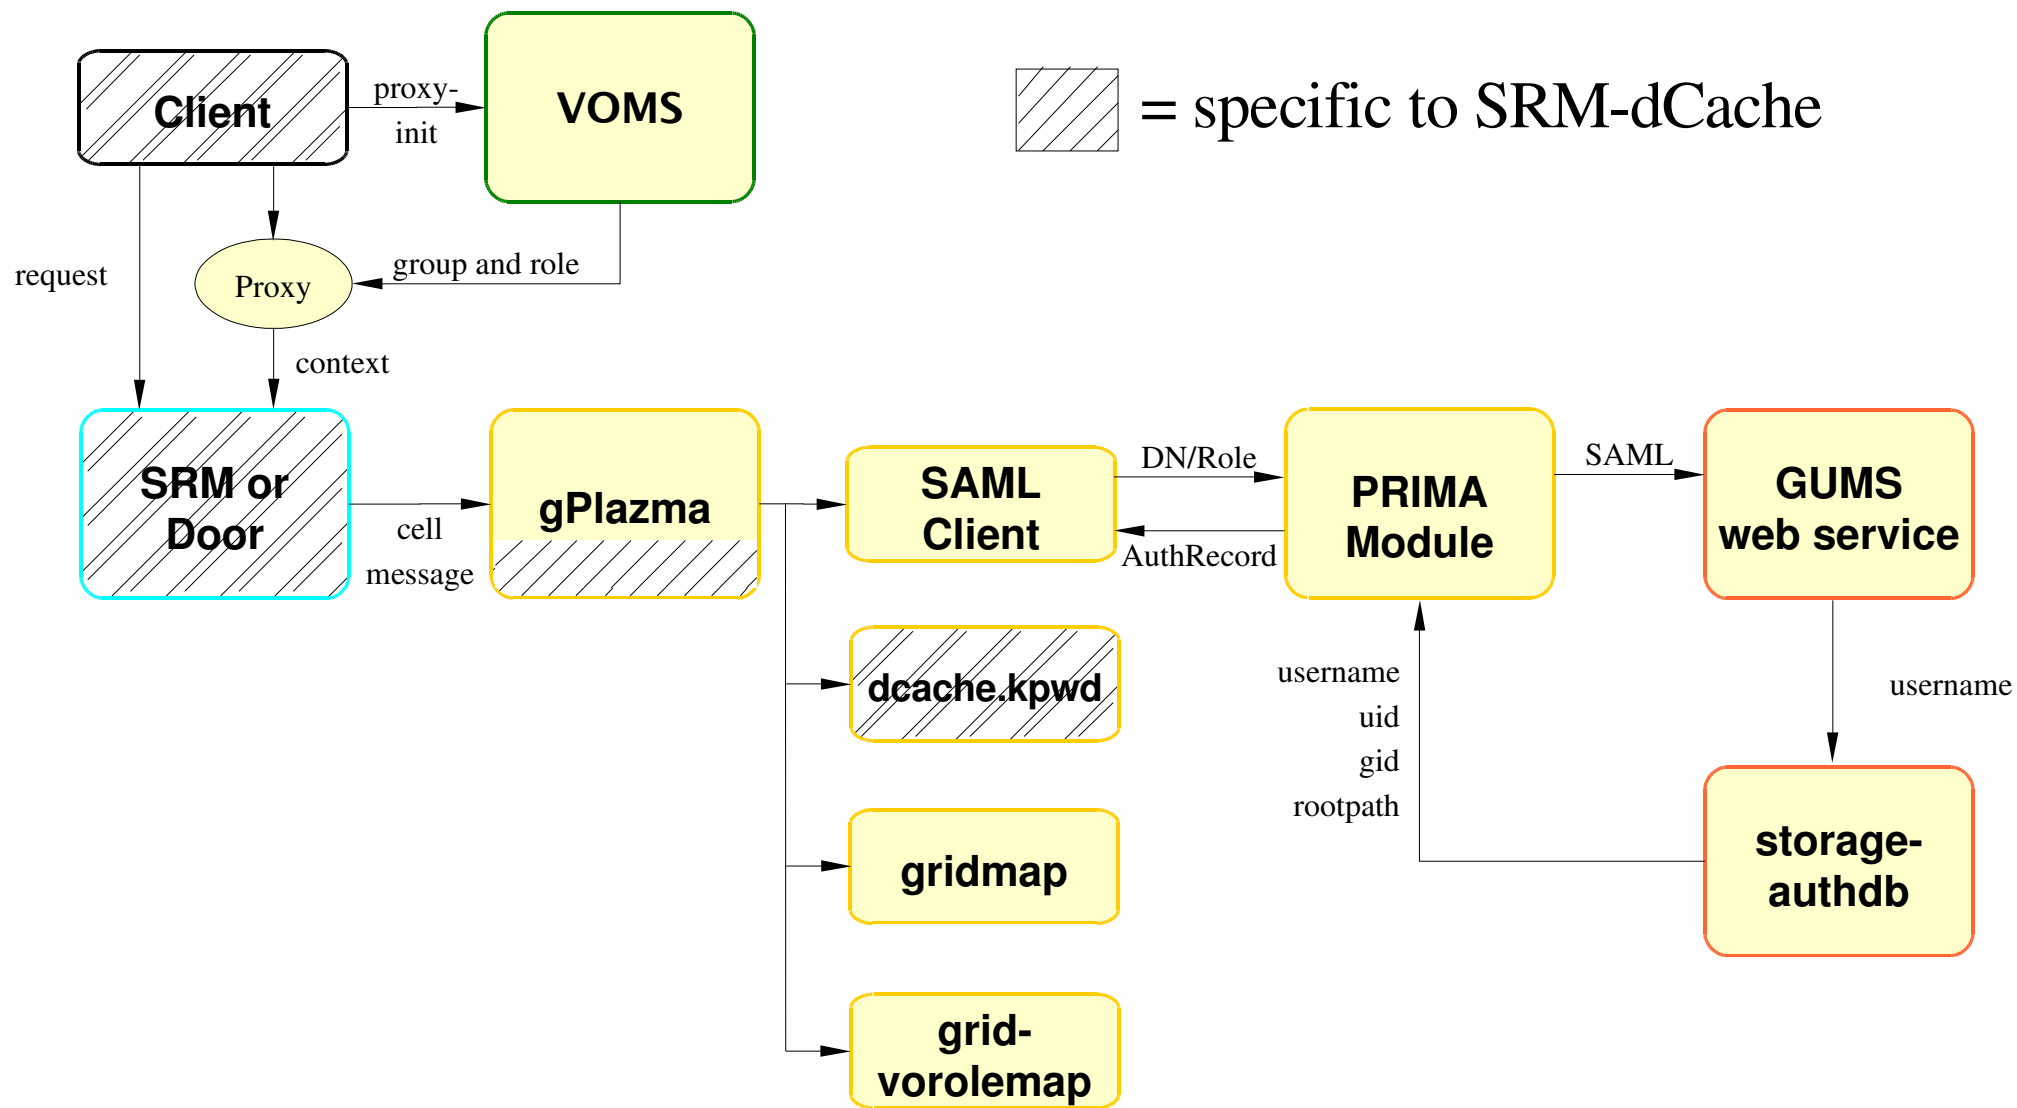 Client
proxy-
init
VOMS
= specific to SRM-dCache
request
Proxy
group and role
context
SRM or
Door
cell
message
gPlazma
SAML
Client
DN/Role
AuthRecord
PRIMA
Module
SAML
GUMS
web service
dcache.kpwd
username
uid
gid
rootpath
username
gridmap
storage-
authdb
grid-
vorolemap